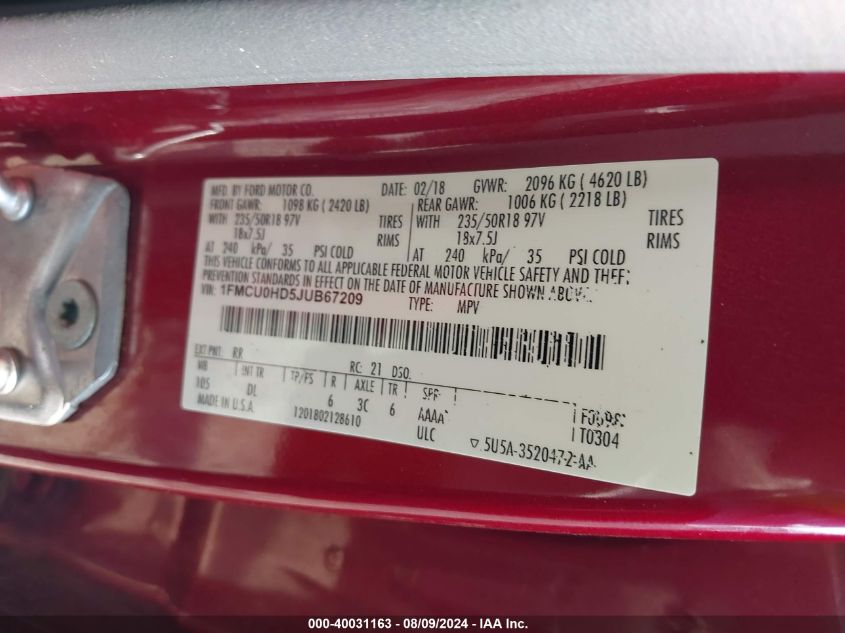 MFD. BY FORD MOTOR CO. DATE: 02/18 GVWR: 2096 KG ( 4620 LB)
FRONT GAWR: 1098 KG ( 2420 LB) REAR GAWR: 1006 KG ( 2218 LB)
WITH 235/50R18 97V TIRES WITH 235/50R18 97V TIRES
18x7.5J RIMS 18x7.5J RIMS
AT 240 kPa/ 35 PSI COLD AT 240 kPa/ 35 PSI COLD
THIS VEHICLE CONFORMS TO ALL APPLICABLE FEDERAL MOTOR VEHICLE SAFETY AND THEFT
PREVENTION STANDARDS IN EFFECT ON THE DATE OF MANUFACTURE SHOWN ABOVE.
VIN: 1FMCU0HD5JUB67209 TYPE: MPV
EXT PNT: RR RC: 21 DSO:
WB INT TR TP/PS R AXLE TR SPR
105 DL 6 3C 6 AAAA
MADE IN U.S.A. 1201802128610 ULC T0304
5U5A-3520472-AA
000-40031163 - 08/09/2024 - IAA Inc.